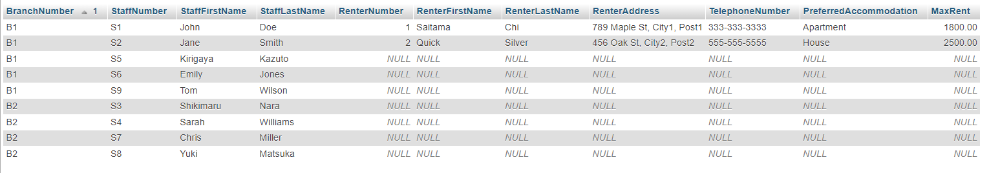 BranchNumber 1 StaffNumber StaffFirstName StaffLastName RenterNumber RenterFirstName RenterLastName RenterAddress TelephoneNumber PreferredAccommodation MaxRent
B1 S1 John Doe 1 Saitama Chi 789 Maple St, City1, Post1 333-333-3333 Apartment 1800.00
B1 S2 Jane Smith 2 Quick Silver 456 Oak St, City2, Post2 555-555-5555 House 2500.00
B1 S5 Kirigaya Kazuto NULL NULL NULL NULL NULL NULL NULL
B1 S6 Emily Jones NULL NULL NULL NULL NULL NULL NULL
B1 S9 Tom Wilson NULL NULL NULL NULL NULL NULL NULL
B2 S3 Shikimaru Nara NULL NULL NULL NULL NULL NULL NULL
B2 S4 Sarah Williams NULL NULL NULL NULL NULL NULL NULL
B2 S7 Chris Miller NULL NULL NULL NULL NULL NULL NULL
B2 S8 Yuki Matsuka NULL NULL NULL NULL NULL NULL NULL